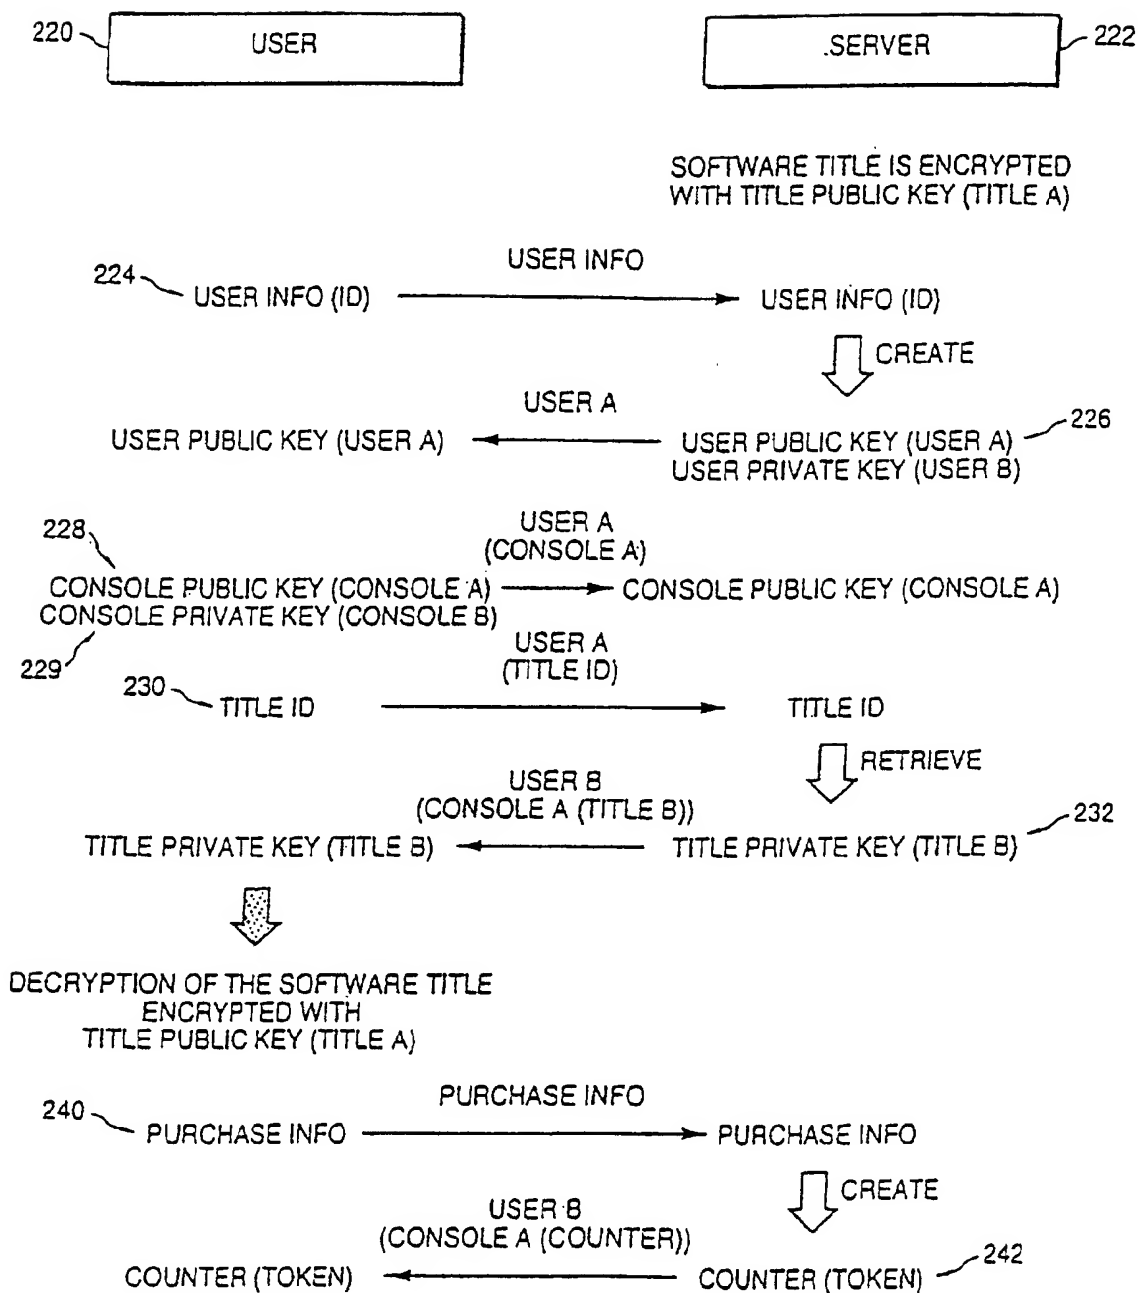 220
USER
.SERVER
222
SOFTWARE TITLE IS ENCRYPTED
WITH TITLE PUBLIC KEY (TITLE A)
224
USER INFO
USER INFO (ID)
USER INFO (ID)
CREATE
USER A
226
USER PUBLIC KEY (USER A)
USER PUBLIC KEY (USER A)
USER PRIVATE KEY (USER B)
228
USER A
(CONSOLE A)
CONSOLE PUBLIC KEY (CONSOLE A)
CONSOLE PUBLIC KEY (CONSOLE A)
CONSOLE PRIVATE KEY (CONSOLE B)
229
USER A
(TITLE ID)
230
TITLE ID
TITLE ID
RETRIEVE
USER B
(CONSOLE A (TITLE B))
232
TITLE PRIVATE KEY (TITLE B)
TITLE PRIVATE KEY (TITLE B)
DECRYPTION OF THE SOFTWARE TITLE
ENCRYPTED WITH
TITLE PUBLIC KEY (TITLE A)
240
PURCHASE INFO
PURCHASE INFO
PURCHASE INFO
CREATE
USER B
(CONSOLE A (COUNTER))
242
COUNTER (TOKEN)
COUNTER (TOKEN)